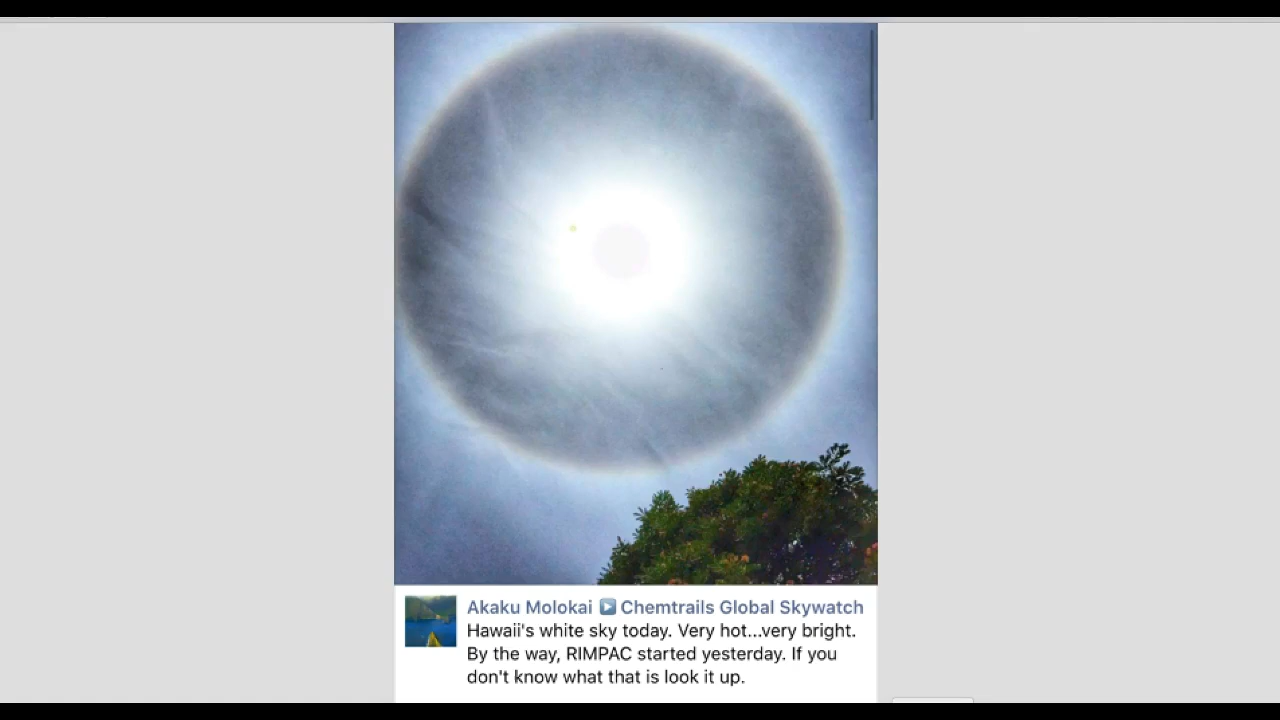 Akaku Molokai ▶ Chemtrails Global Skywatch
Hawaii's white sky today. Very hot...very bright.
By the way, RIMPAC started yesterday. If you
don't know what that is look it up.